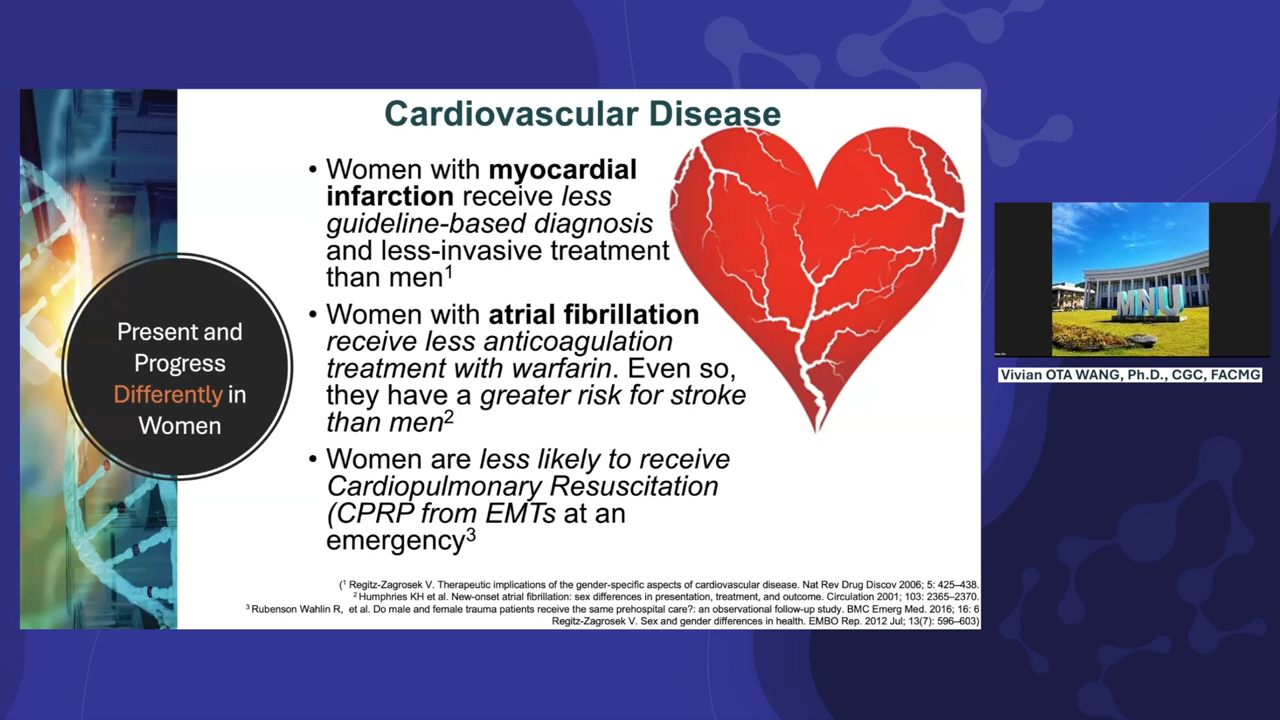 Cardiovascular Disease
• Women with myocardial
infarction receive less
guideline-based diagnosis
and less-invasive treatment
than men1
• Women with atrial fibrillation
receive less anticoagulation
treatment with warfarin. Even so,
they have a greater risk for stroke
than men2
• Women are less likely to receive
Cardiopulmonary Resuscitation
(CPRP from EMTs at an
emergency3
Present and
Progress
Differently in
Women
(1 Regitz-Zagrosek V. Therapeutic implications of the gender-specific aspects of cardiovascular disease. Nat Rev Drug Discov 2006; 5: 425–438.
2 Humphries KH et al. New-onset atrial fibrillation: sex differences in presentation, treatment, and outcome. Circulation 2001; 103: 2365–2370.
3 Rubenson Wahlin R, et al. Do male and female trauma patients receive the same prehospital care?: an observational follow-up study. BMC Emerg Med. 2016; 16: 6
Regitz-Zagrosek V. Sex and gender differences in health. EMBO Rep. 2012 Jul; 13(7): 596–603)
MNU
Vivian OTA WANG, Ph.D., CGC, FACMG